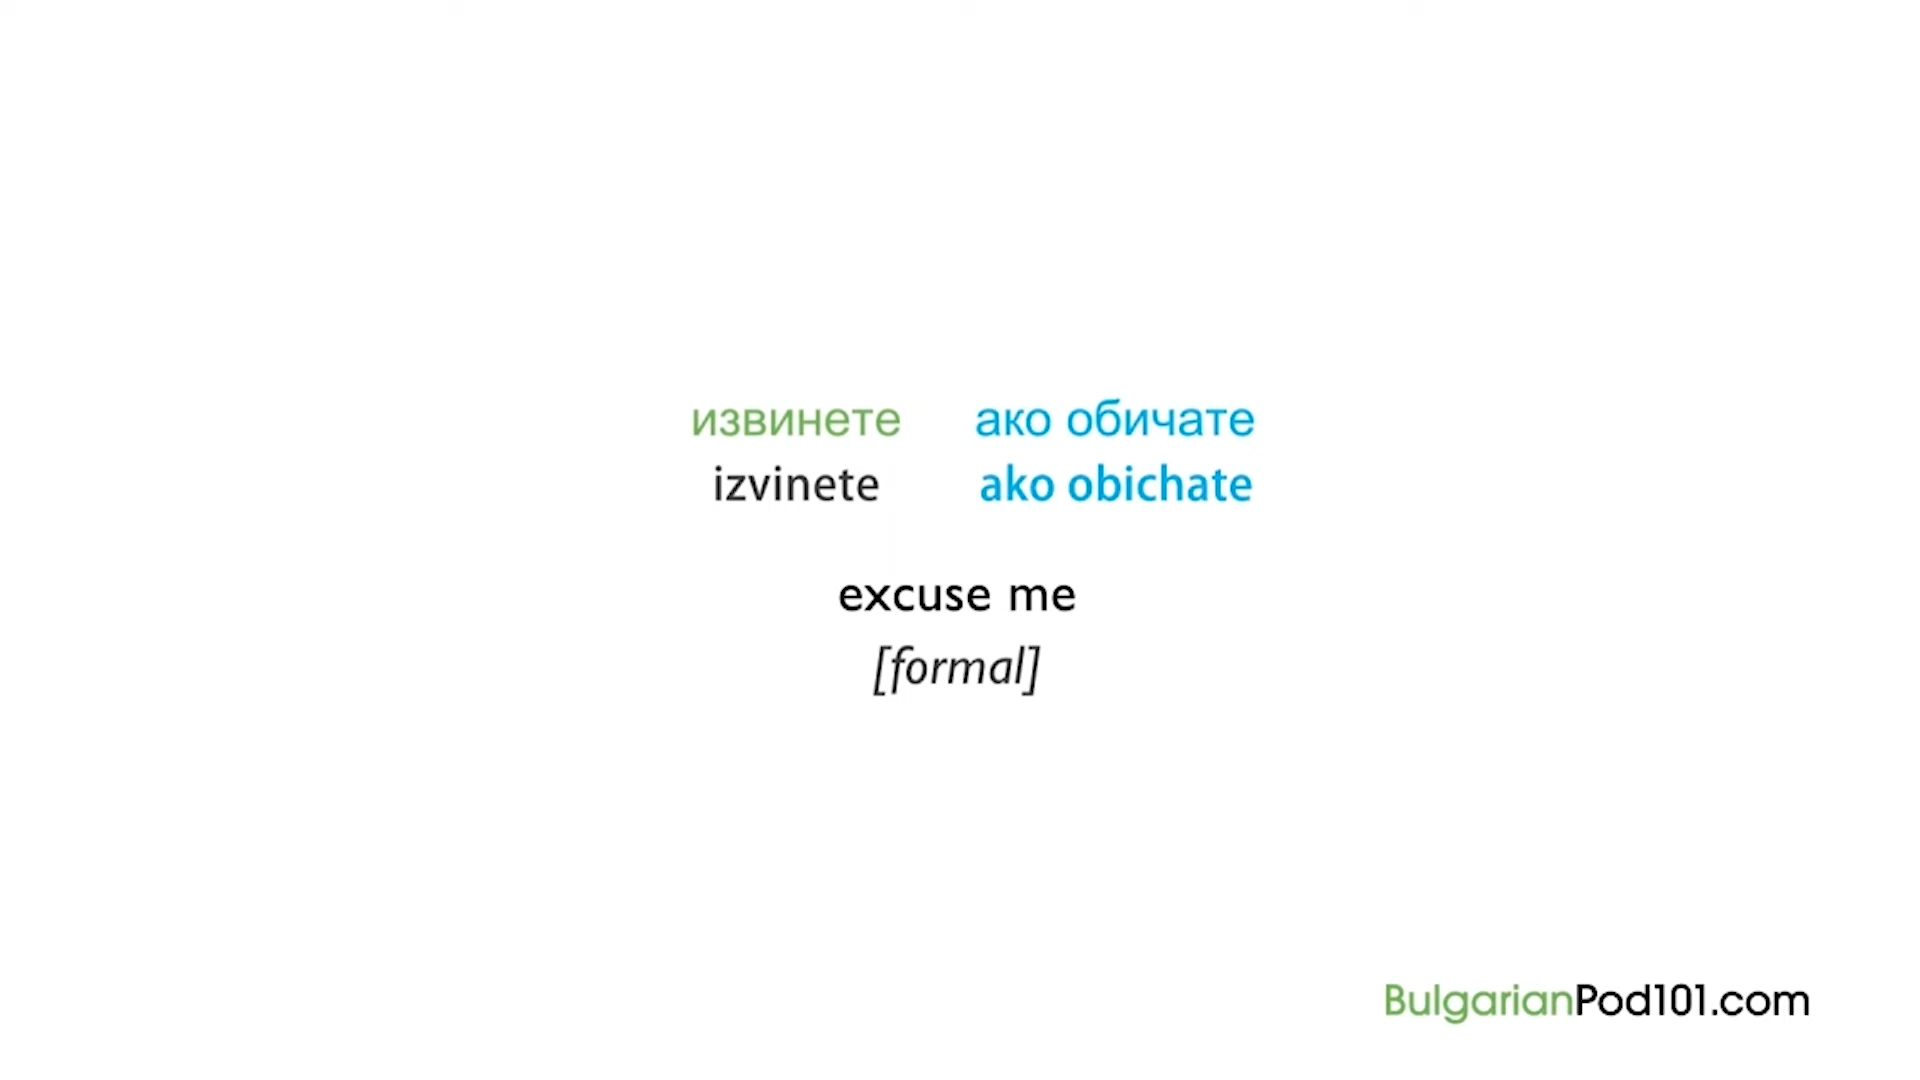 извинете ако обичате
izvinete ako obichate
excuse me
[formal]
BulgarianPod101.com